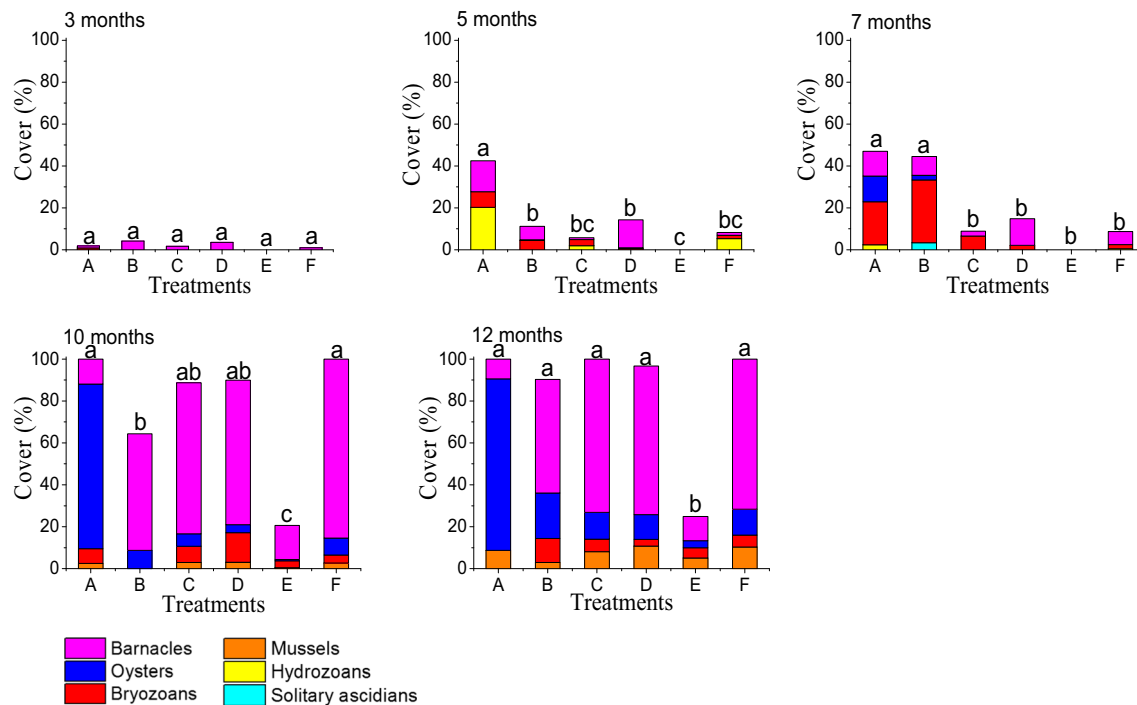 3 months
100
80
60
40
20
0
Cover (%)
a a a a a a
A B C D E F
Treatments
5 months
100
80
60
40
20
0
Cover (%)
a b bc b c bc
A B C D E F
Treatments
7 months
100
80
60
40
20
0
Cover (%)
a a b b b b
A B C D E F
Treatments
10 months
100
80
60
40
20
0
Cover (%)
a b ab ab c a
A B C D E F
Treatments
12 months
100
80
60
40
20
0
Cover (%)
a a a a b a
A B C D E F
Treatments
Barnacles
Oysters
Bryozoans
Mussels
Hydrozoans
Solitary ascidians